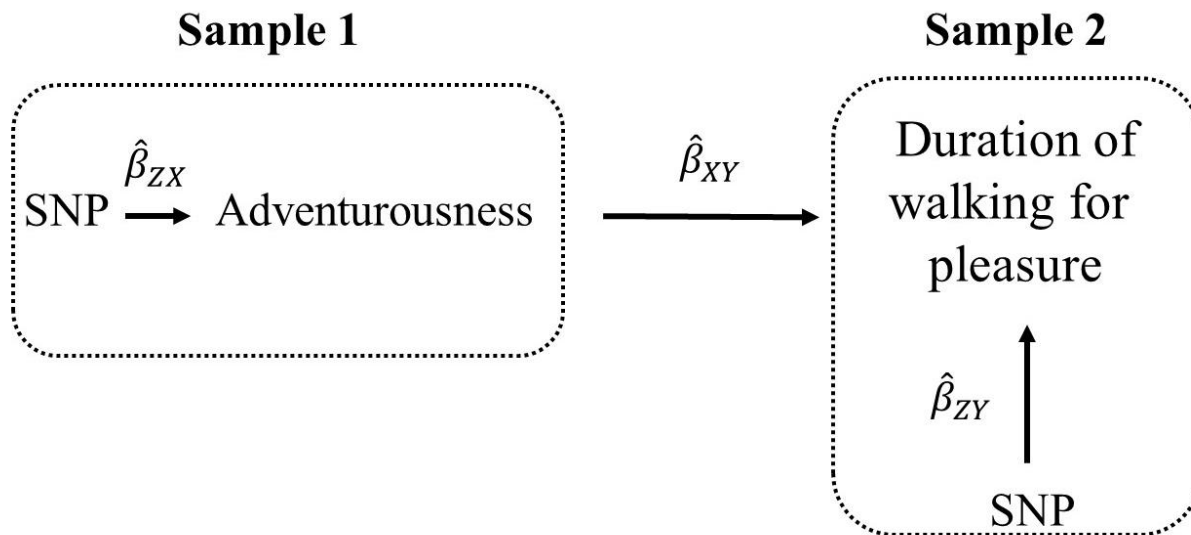 Sample 1
Sample 2
SNP
β̂ZX
Adventurousness
β̂XY
Duration of
walking for
pleasure
β̂ZY
SNP